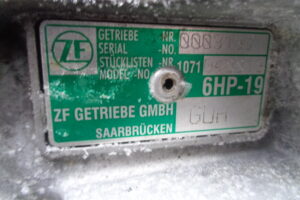 ZF
GETRIEBE -NR.
SERIAL -NO.
STÜCKLISTEN -NR.
MODEL -NO. 1071
6HP-19
ZF GETRIEBE GMBH
SAARBRÜCKEN